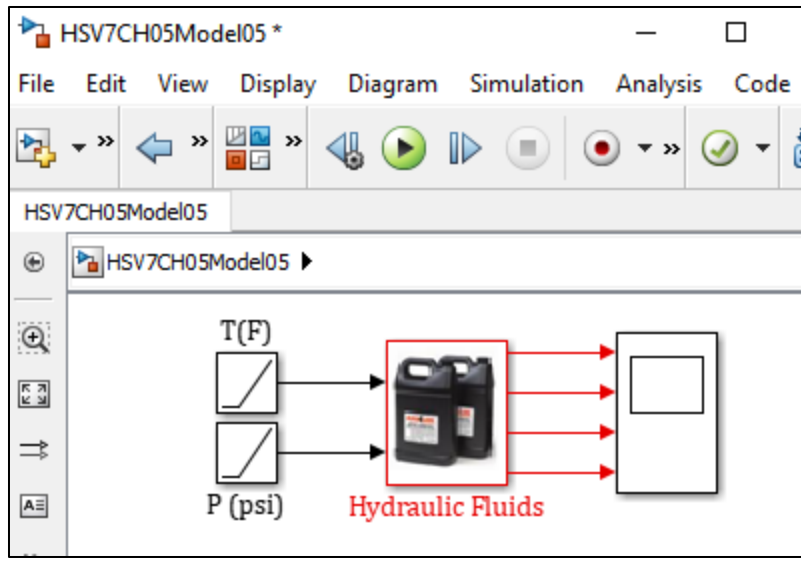 HSV7CH05Model05 *
File Edit View Display Diagram Simulation Analysis Code
HSV7CH05Model05
HSV7CH05Model05
T(F)
P (psi)
Hydraulic Fluids